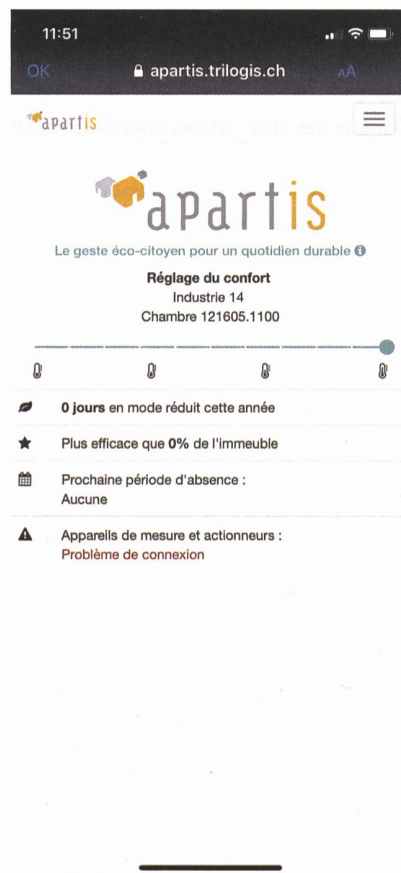 11:51
OK
apartis.trilogis.ch
AA
apartis
apartis
Le geste éco-citoyen pour un quotidien durable
Réglage du confort
Industrie 14
Chambre 121605.1100
0 jours en mode réduit cette année
Plus efficace que 0% de l'immeuble
Prochaine période d'absence :
Aucune
Appareils de mesure et actionneurs :
Problème de connexion